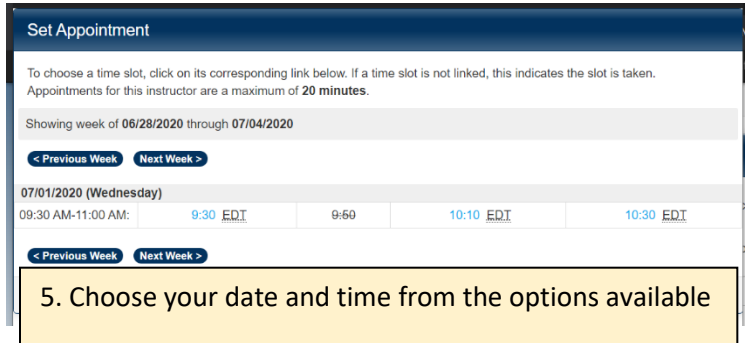 Set Appointment
To choose a time slot, click on its corresponding link below. If a time slot is not linked, this indicates the slot is taken.
Appointments for this instructor are a maximum of 20 minutes.
Showing week of 06/28/2020 through 07/04/2020
< Previous Week Next Week >
07/01/2020 (Wednesday)
09:30 AM-11:00 AM: 9:30 EDT 9:50 10:10 EDT 10:30 EDT
< Previous Week Next Week >
5. Choose your date and time from the options available